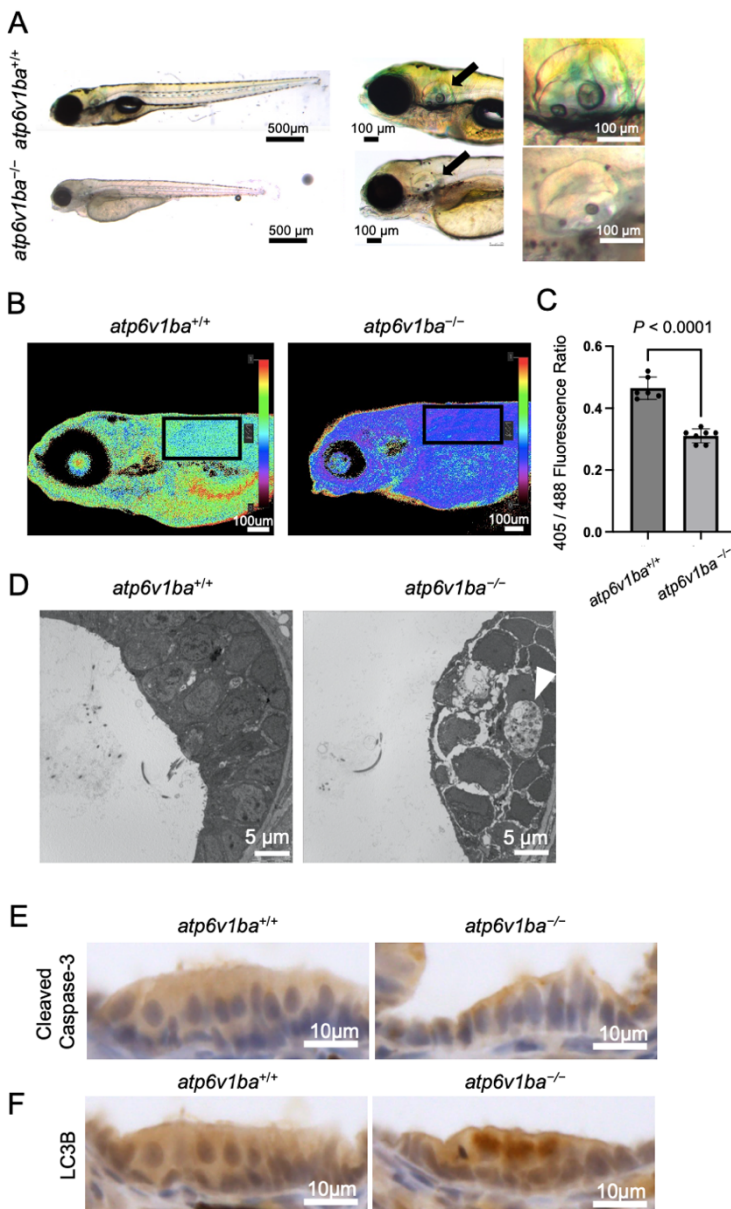 A
atp6v1ba+/+
500µm
100 µm
100 µm
atp6v1ba−/−
500 µm
100 µm
100 µm
B
atp6v1ba+/+
atp6v1ba−/−
100um
100um
C
P < 0.0001
405 / 488 Fluorescence Ratio
0.6
0.4
0.2
0.0
atp6v1ba+/+
atp6v1ba−/−
D
atp6v1ba+/+
atp6v1ba−/−
5 µm
5 µm
E
atp6v1ba+/+
atp6v1ba−/−
Cleaved
Caspase-3
10µm
10µm
F
atp6v1ba+/+
atp6v1ba−/−
LC3B
10µm
10µm